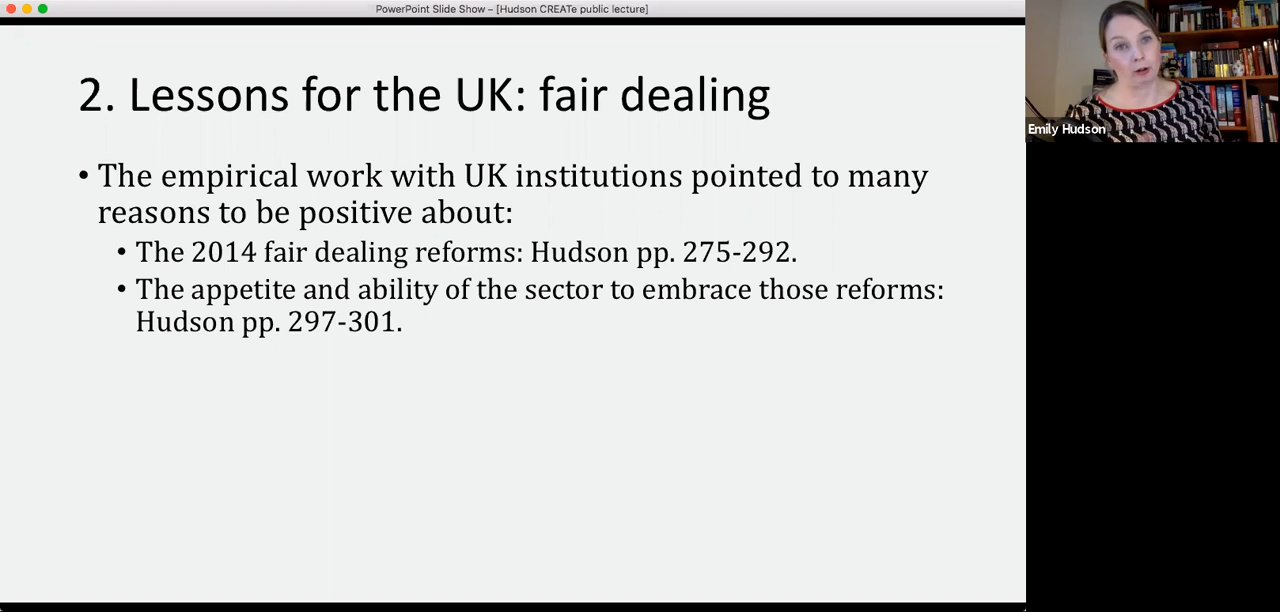 PowerPoint Slide Show – [Hudson CREATe public lecture]
2. Lessons for the UK: fair dealing
• The empirical work with UK institutions pointed to many
reasons to be positive about:
• The 2014 fair dealing reforms: Hudson pp. 275-292.
• The appetite and ability of the sector to embrace those reforms:
Hudson pp. 297-301.
Emily Hudson